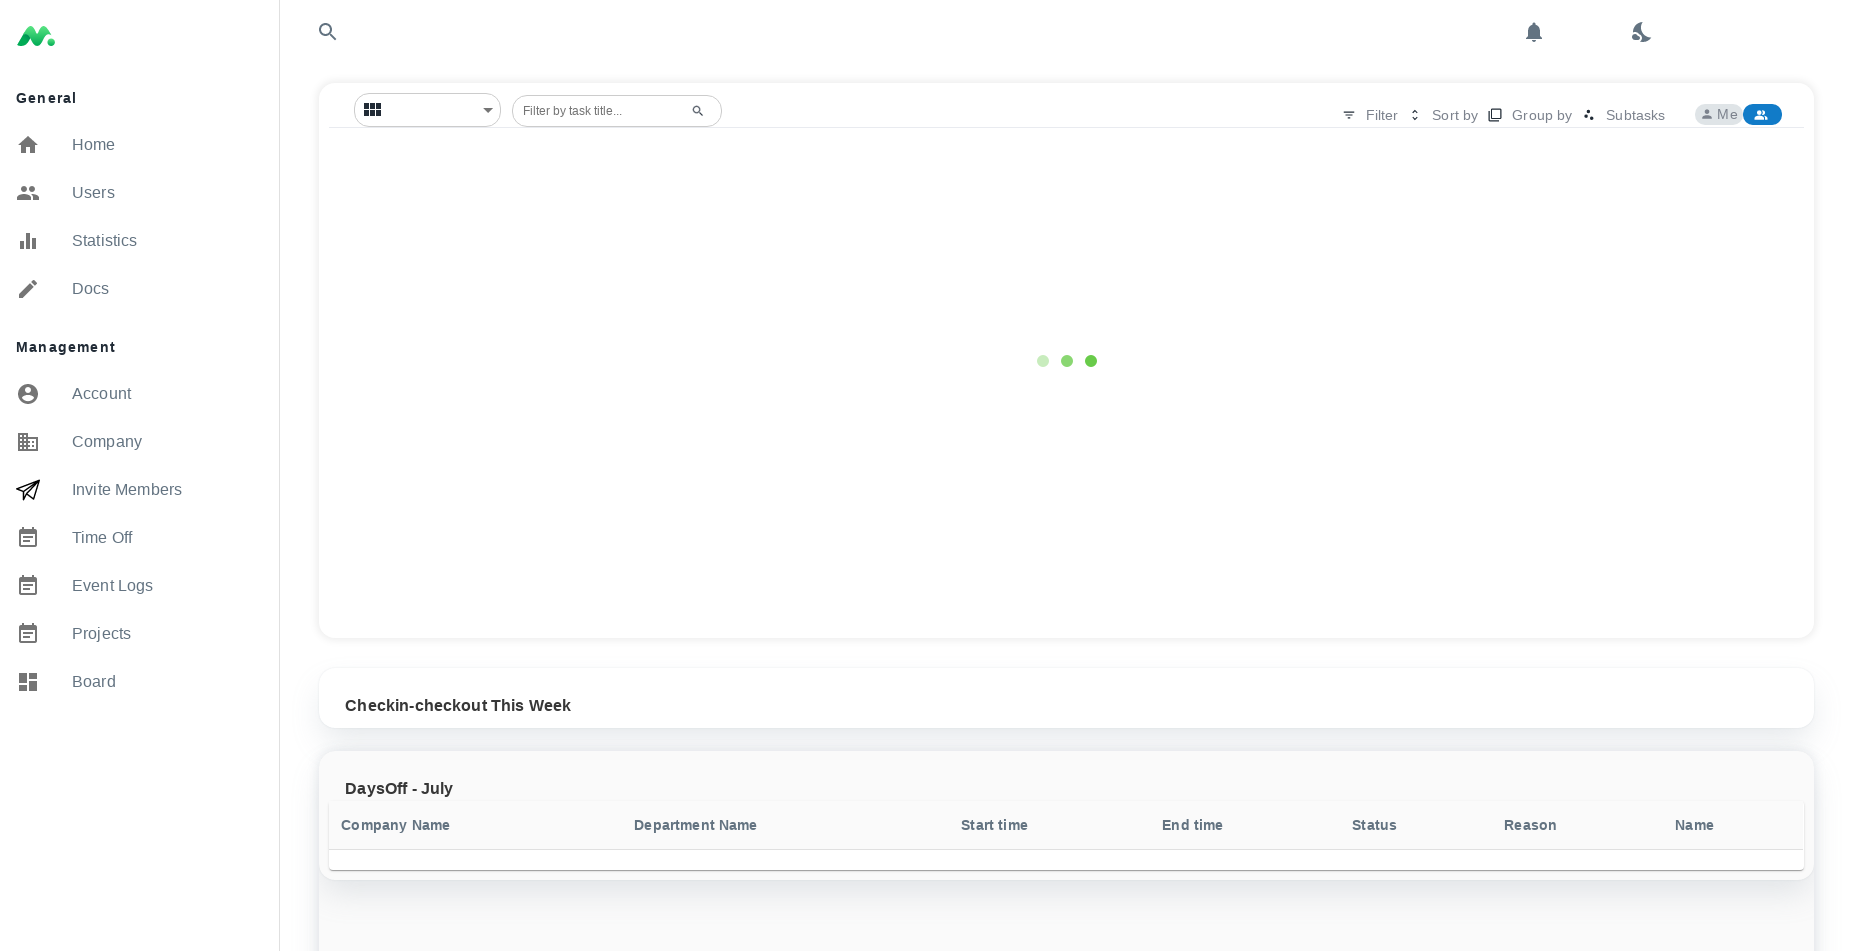 General
Home
Users
Statistics
Docs
Management
Account
Company
Invite Members
Time Off
Event Logs
Projects
Board
Filter by task title...
Filter
Sort by
Group by
Subtasks
Me
Checkin-checkout This Week
DaysOff - July
Company Name Department Name Start time End time Status Reason Name